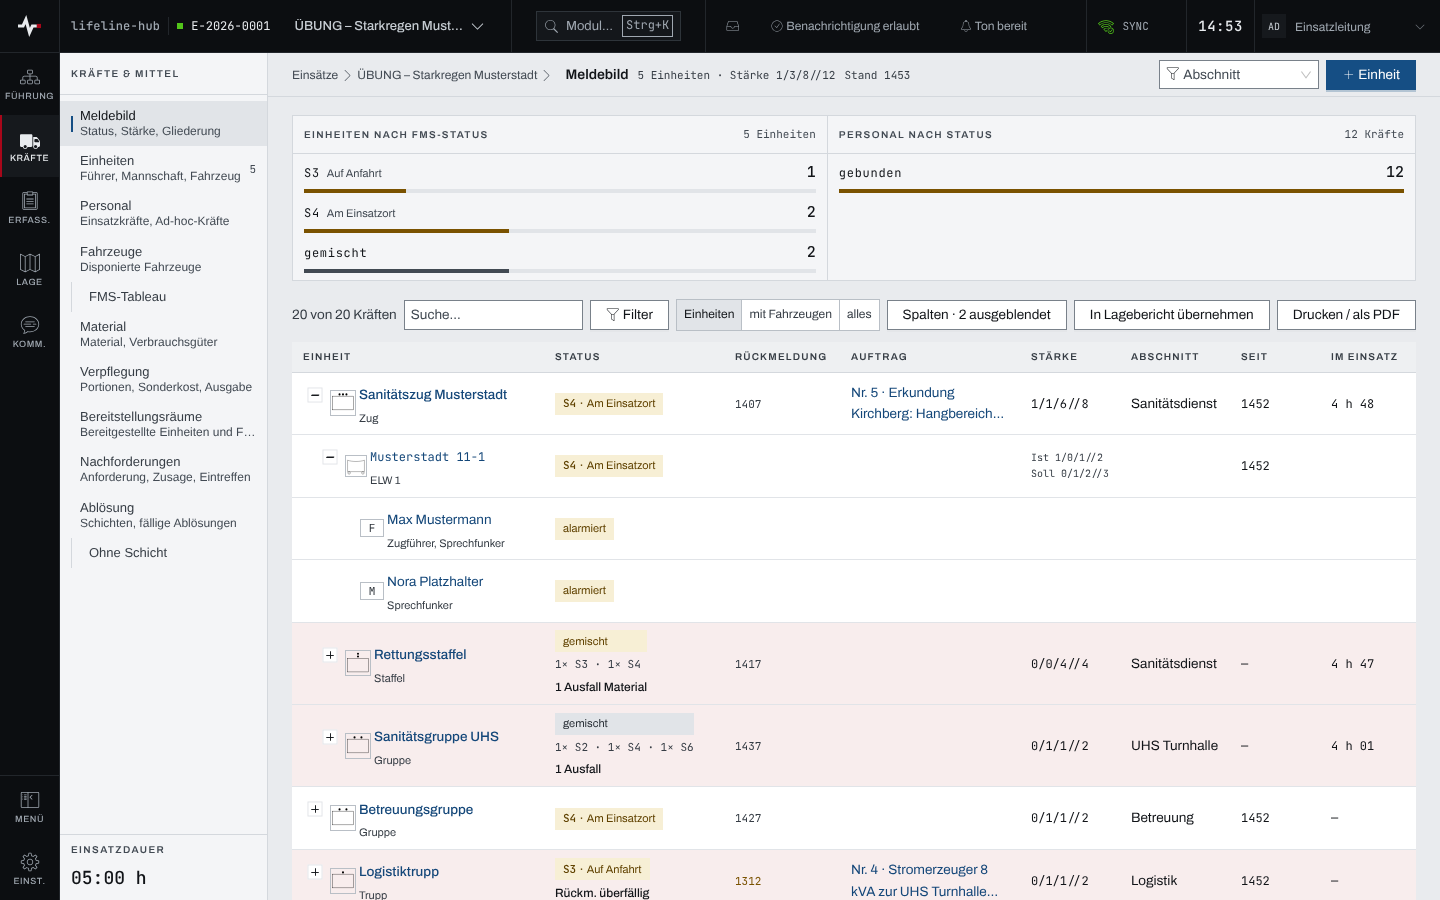 lifeline-hub
E-2026-0001
ÜBUNG – Starkregen Must...
Modul...
Strg+K
Benachrichtigung erlaubt
Ton bereit
SYNC
14:53
AD
Einsatzleitung
FÜHRUNG
KRÄFTE
ERFASS.
LAGE
KOMM.
MENÜ
EINST.
KRÄFTE & MITTEL
Meldebild
Status, Stärke, Gliederung
Einheiten
Führer, Mannschaft, Fahrzeug
5
Personal
Einsatzkräfte, Ad-hoc-Kräfte
Fahrzeuge
Disponierte Fahrzeuge
FMS-Tableau
Material
Material, Verbrauchsgüter
Verpflegung
Portionen, Sonderkost, Ausgabe
Bereitstellungsräume
Bereitgestellte Einheiten und F...
Nachforderungen
Anforderung, Zusage, Eintreffen
Ablösung
Schichten, fällige Ablösungen
Ohne Schicht
EINSATZDAUER
05:00 h
Einsätze
ÜBUNG – Starkregen Musterstadt
Meldebild
5 Einheiten · Stärke 1/3/8//12 Stand 1453
Abschnitt
+ Einheit
EINHEITEN NACH FMS-STATUS
5 Einheiten
S3 Auf Anfahrt
1
S4 Am Einsatzort
2
gemischt
2
PERSONAL NACH STATUS
12 Kräfte
gebunden
12
20 von 20 Kräften
Suche...
Filter
Einheiten
mit Fahrzeugen
alles
Spalten · 2 ausgeblendet
In Lagebericht übernehmen
Drucken / als PDF
EINHEIT
STATUS
RÜCKMELDUNG
AUFTRAG
STÄRKE
ABSCHNITT
SEIT
IM EINSATZ
Sanitätszug Musterstadt
Zug
S4 · Am Einsatzort
1407
Nr. 5 · Erkundung
Kirchberg: Hangbereich...
1/1/6//8
Sanitätsdienst
1452
4 h 48
Musterstadt 11-1
ELW 1
S4 · Am Einsatzort
Ist 1/0/1//2
Soll 0/1/2//3
1452
F
Max Mustermann
Zugführer, Sprechfunker
alarmiert
M
Nora Platzhalter
Sprechfunker
alarmiert
Rettungsstaffel
Staffel
gemischt
1× S3 · 1× S4
1 Ausfall Material
1417
0/0/4//4
Sanitätsdienst
–
4 h 47
Sanitätsgruppe UHS
Gruppe
gemischt
1× S2 · 1× S4 · 1× S6
1 Ausfall
1437
0/1/1//2
UHS Turnhalle
–
4 h 01
Betreuungsgruppe
Gruppe
S4 · Am Einsatzort
1427
0/1/1//2
Betreuung
1452
–
Logistiktrupp
Trupp
S3 · Auf Anfahrt
Rückm. überfällig
1312
Nr. 4 · Stromerzeuger 8
kVA zur UHS Turnhalle...
0/1/1//2
Logistik
1452
–